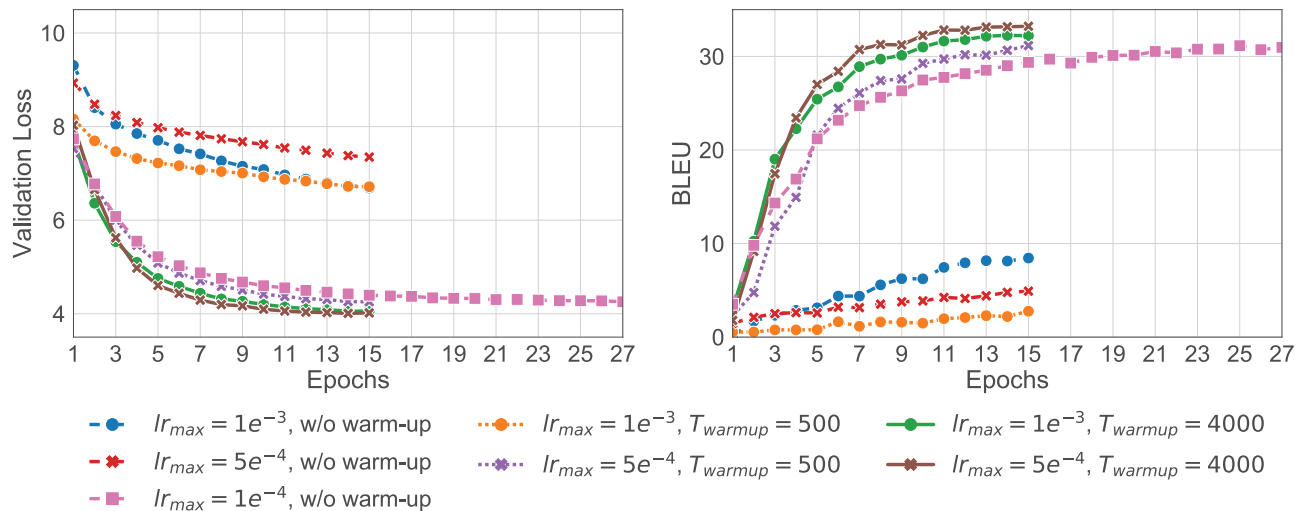 10
8
6
4
Validation Loss
1 3 5 7 9 11 13 15 17 19 21 23 25 27
Epochs
30
20
10
0
BLEU
1 3 5 7 9 11 13 15 17 19 21 23 25 27
Epochs
lr_max = 1e⁻³, w/o warm-up
lr_max = 5e⁻⁴, w/o warm-up
lr_max = 1e⁻⁴, w/o warm-up
lr_max = 1e⁻³, T_warmup = 500
lr_max = 5e⁻⁴, T_warmup = 500
lr_max = 1e⁻³, T_warmup = 4000
lr_max = 5e⁻⁴, T_warmup = 4000